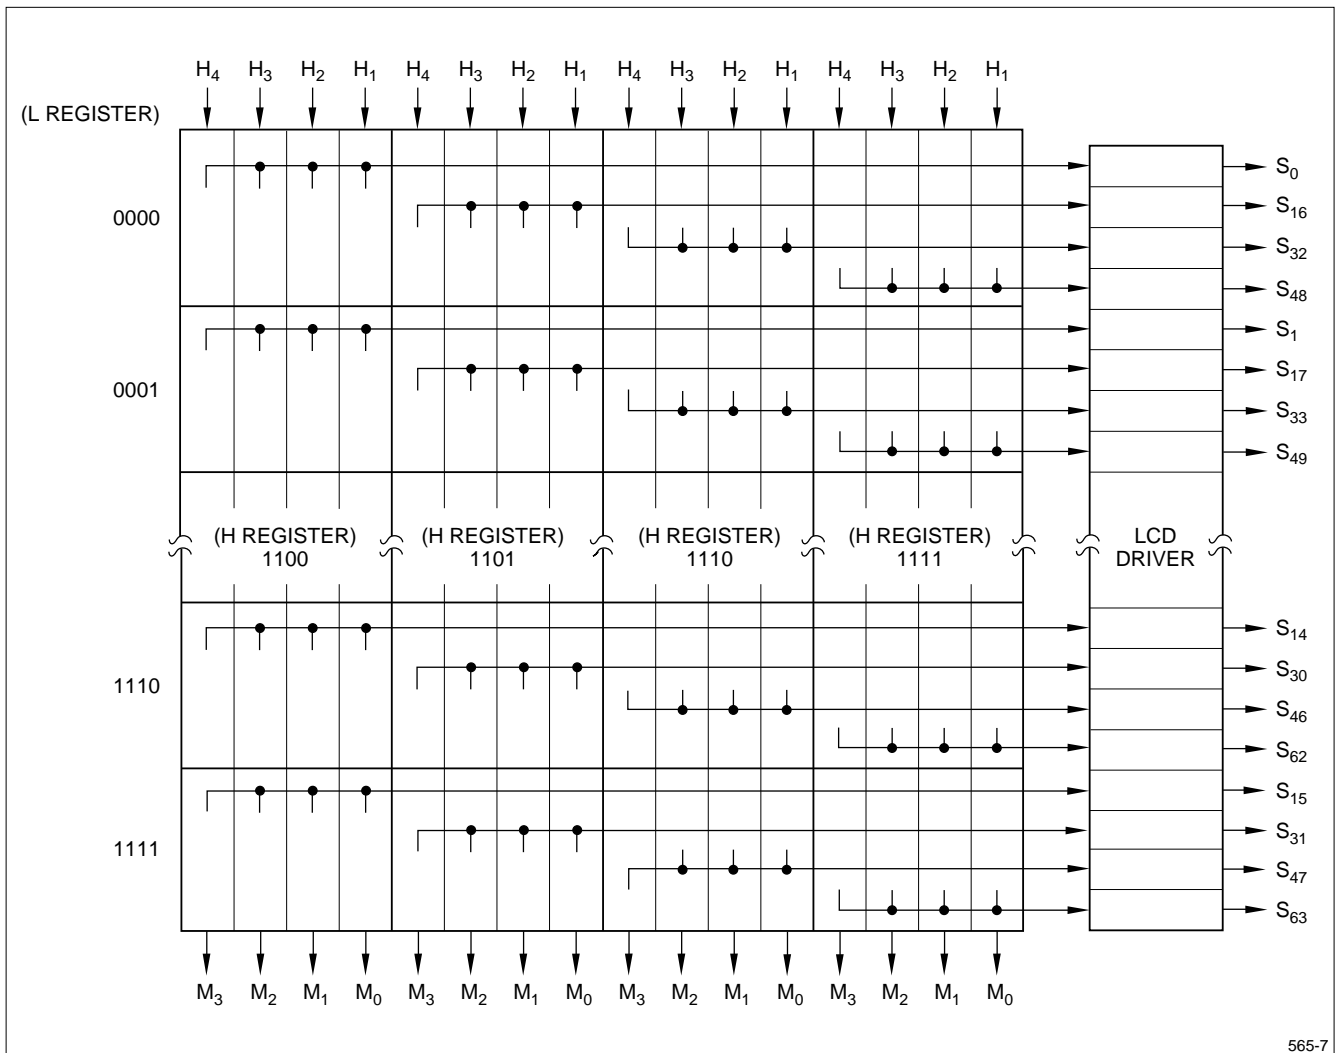 H4 H3 H2 H1 H4 H3 H2 H1 H4 H3 H2 H1 H4 H3 H2 H1
(L REGISTER)
S0
0000
S16
S32
S48
S1
0001
S17
S33
S49
(H REGISTER) (H REGISTER) (H REGISTER) (H REGISTER) LCD
1100 1101 1110 1111 DRIVER
S14
1110
S30
S46
S62
S15
1111
S31
S47
S63
M3 M2 M1 M0 M3 M2 M1 M0 M3 M2 M1 M0 M3 M2 M1 M0
565-7